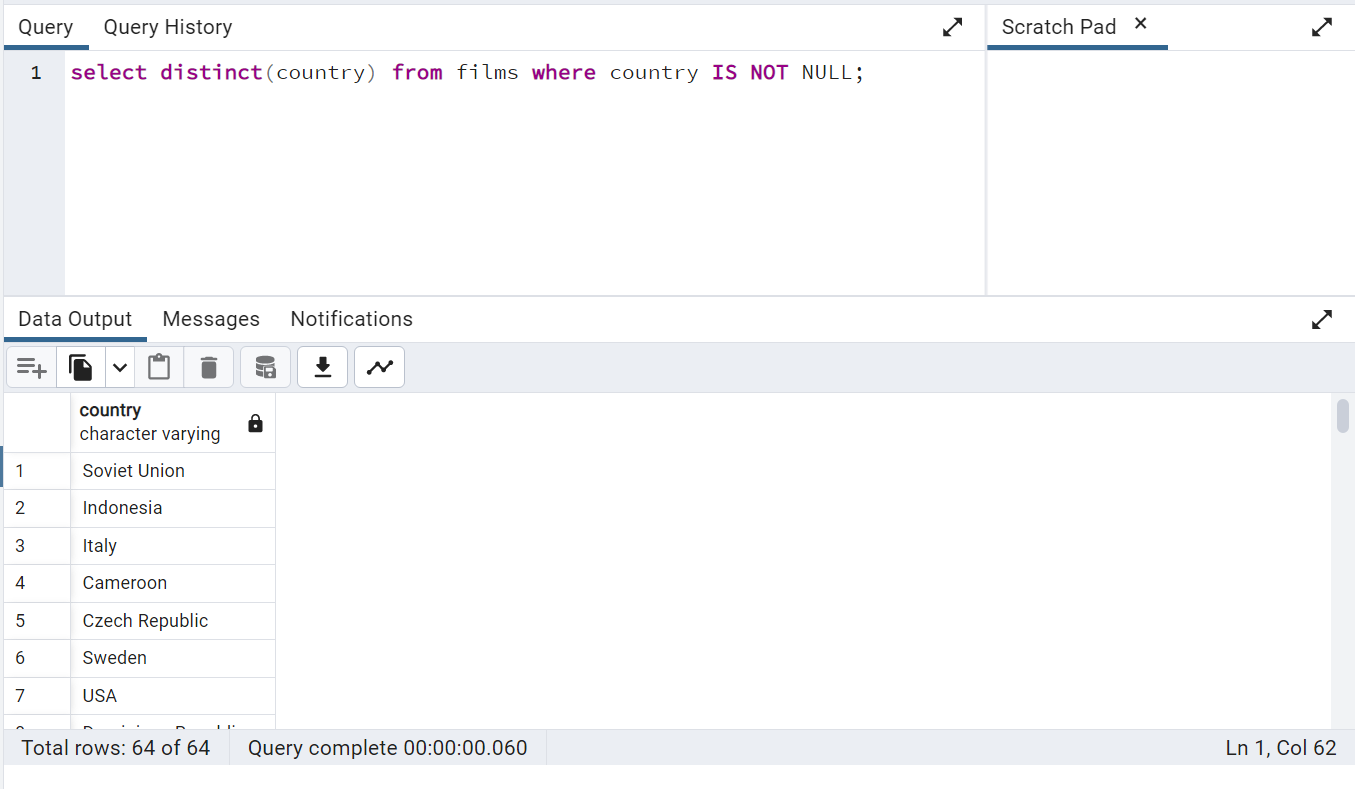 Query Query History Scratch Pad ×
1 select distinct(country) from films where country IS NOT NULL;
Data Output Messages Notifications
country
character varying
1 Soviet Union
2 Indonesia
3 Italy
4 Cameroon
5 Czech Republic
6 Sweden
7 USA
Total rows: 64 of 64 Query complete 00:00:00.060 Ln 1, Col 62